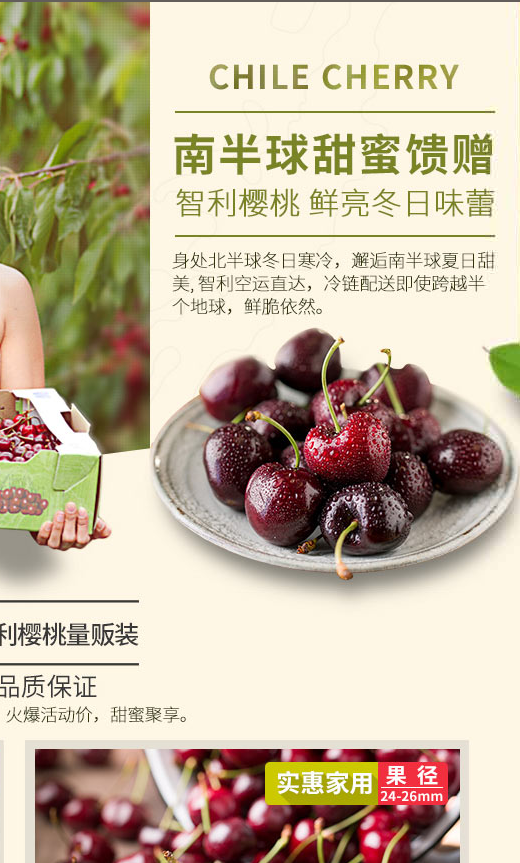 CHILE CHERRY
南半球甜蜜馈赠
智利樱桃 鲜亮冬日味蕾
身处北半球冬日寒冷，邂逅南半球夏日甜
美, 智利空运直达，冷链配送即使跨越半
个地球，鲜脆依然。
利樱桃量贩装
品质保证
火爆活动价，甜蜜聚享。
实惠家用
果 径
24-26mm